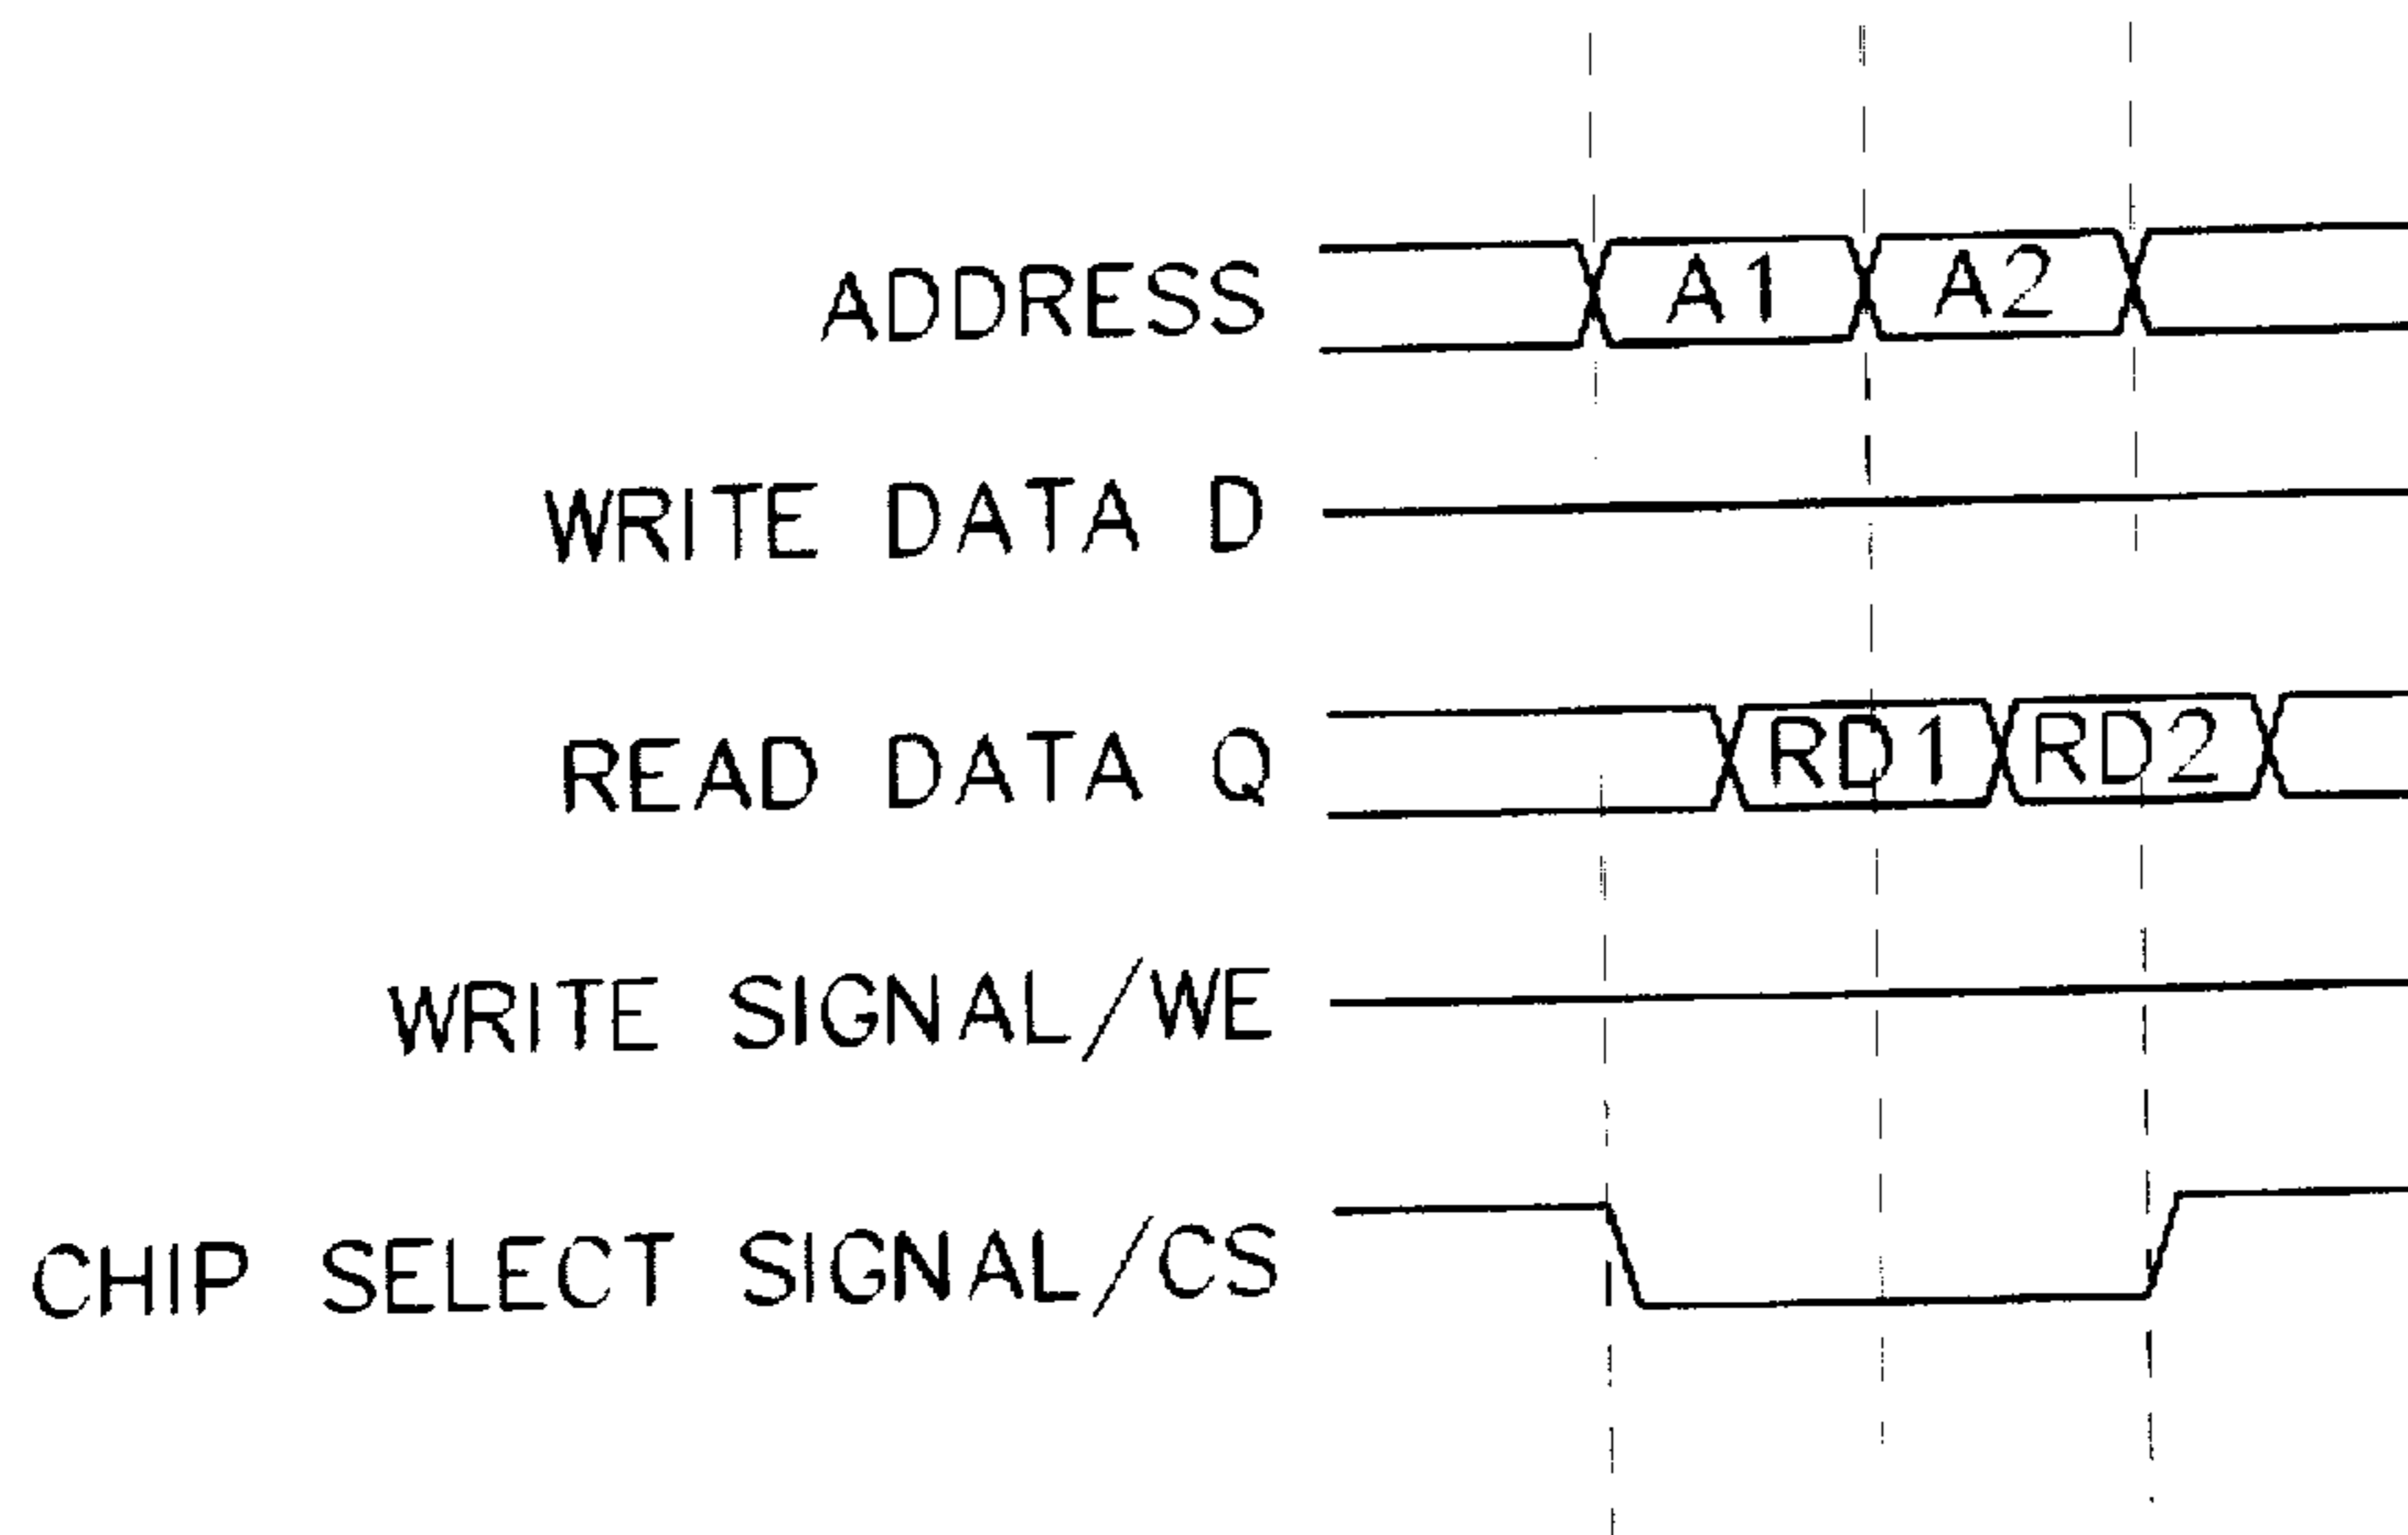 ADDRESS A1 A2
WRITE DATA D
READ DATA Q RD1 RD2
WRITE SIGNAL/WE
CHIP SELECT SIGNAL/CS